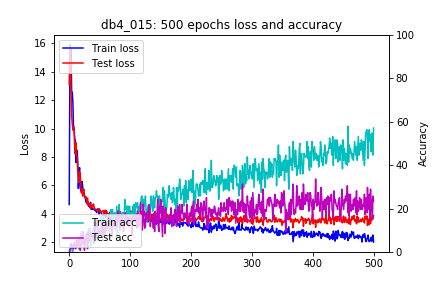 db4_015: 500 epochs loss and accuracy
Train loss
Test loss
Train acc
Test acc
Loss
Accuracy
16
14
12
10
8
6
4
2
100
80
60
40
20
0
0
100
200
300
400
500